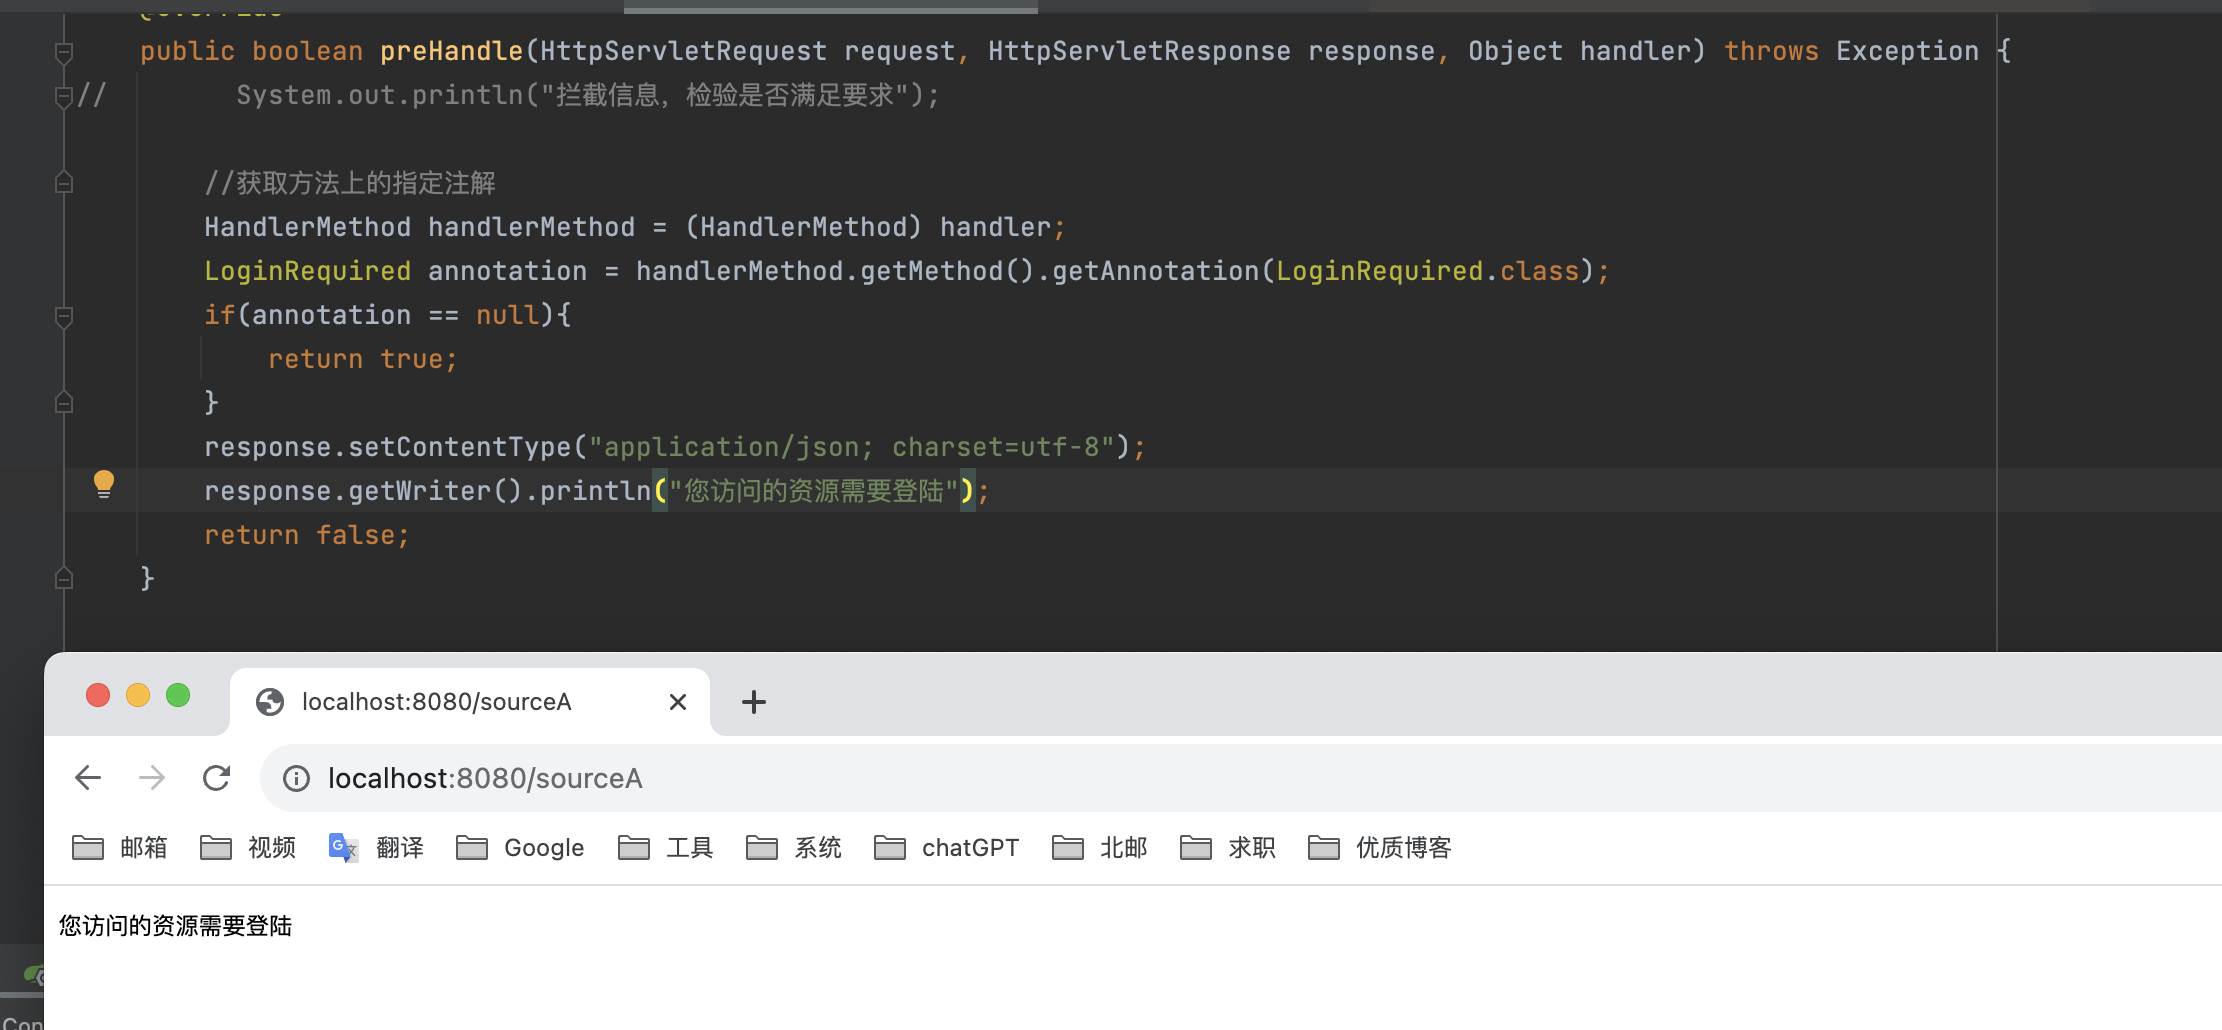 @Override
public boolean preHandle(HttpServletRequest request, HttpServletResponse response, Object handler) throws Exception {
//        System.out.println("拦截信息，检验是否满足要求");
//获取方法上的指定注解
HandlerMethod handlerMethod = (HandlerMethod) handler;
LoginRequired annotation = handlerMethod.getMethod().getAnnotation(LoginRequired.class);
if(annotation == null){
return true;
}
response.setContentType("application/json; charset=utf-8");
response.getWriter().println("您访问的资源需要登陆");
return false;
}
localhost:8080/sourceA
localhost:8080/sourceA
邮箱 视频 翻译 Google 工具 系统 chatGPT 北邮 求职 优质博客
您访问的资源需要登陆
Con